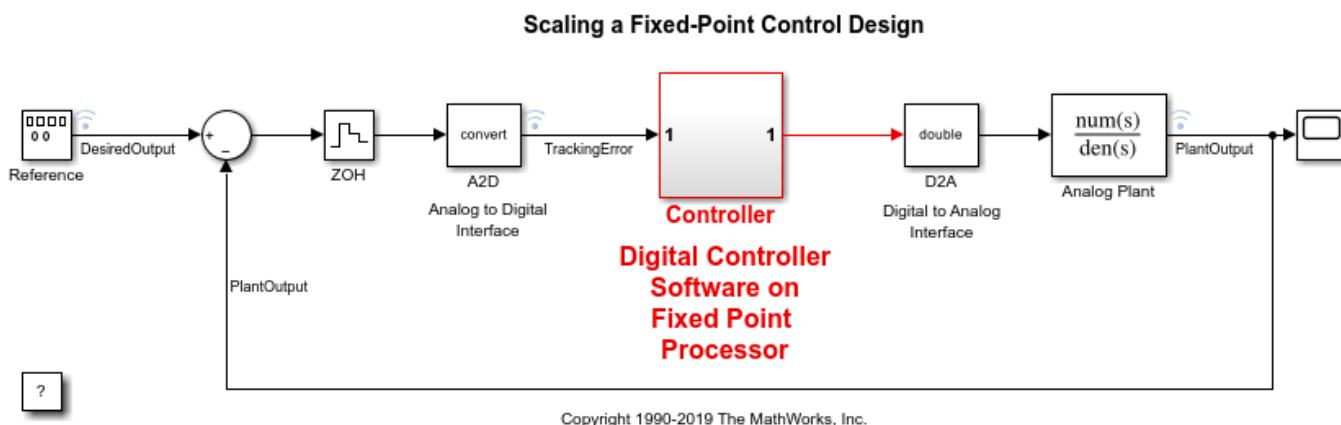 Scaling a Fixed-Point Control Design
Reference
DesiredOutput
+
−
ZOH
convert
A2D
Analog to Digital
Interface
TrackingError
1
1
Controller
Digital Controller
Software on
Fixed Point
Processor
double
D2A
Digital to Analog
Interface
num(s)
den(s)
Analog Plant
PlantOutput
PlantOutput
?
Copyright 1990-2019 The MathWorks, Inc.